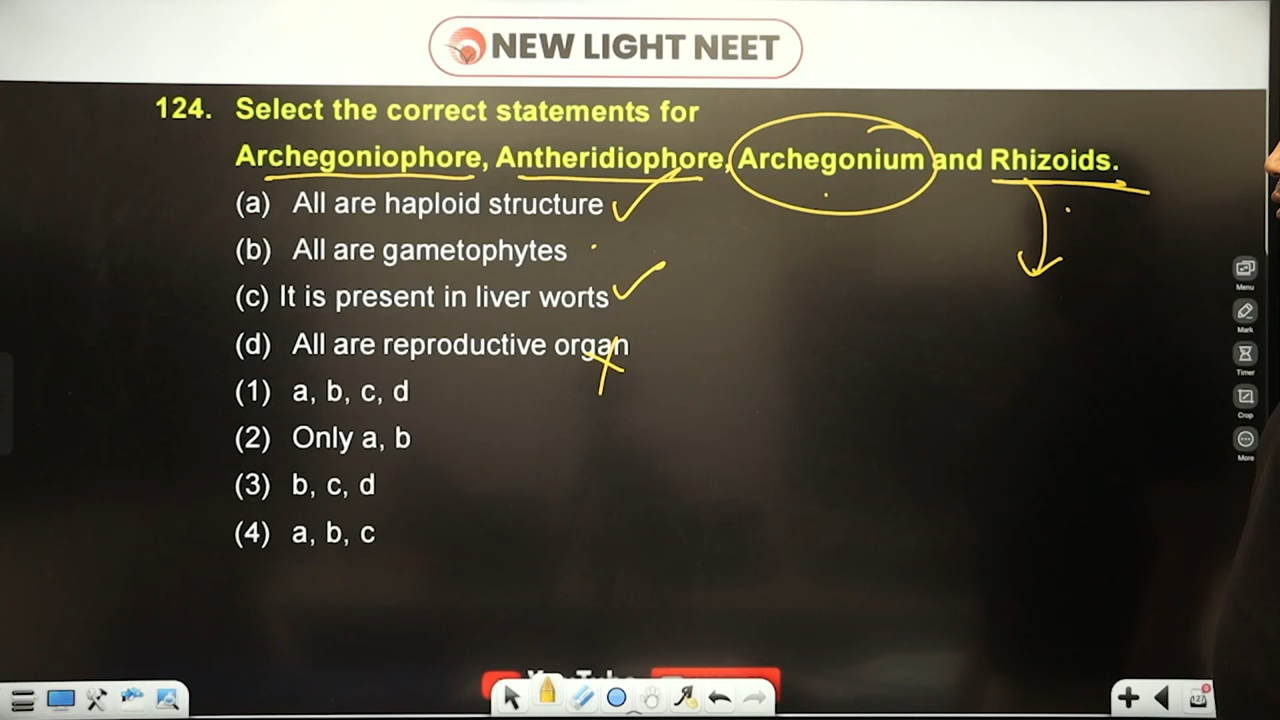 NEW LIGHT NEET
124. Select the correct statements for
Archegoniophore, Antheridiophore, Archegonium and Rhizoids.
(a) All are haploid structure
(b) All are gametophytes
(c) It is present in liver worts
(d) All are reproductive organ
(1) a, b, c, d
(2) Only a, b
(3) b, c, d
(4) a, b, c
Menu
Mark
Timer
Crop
More